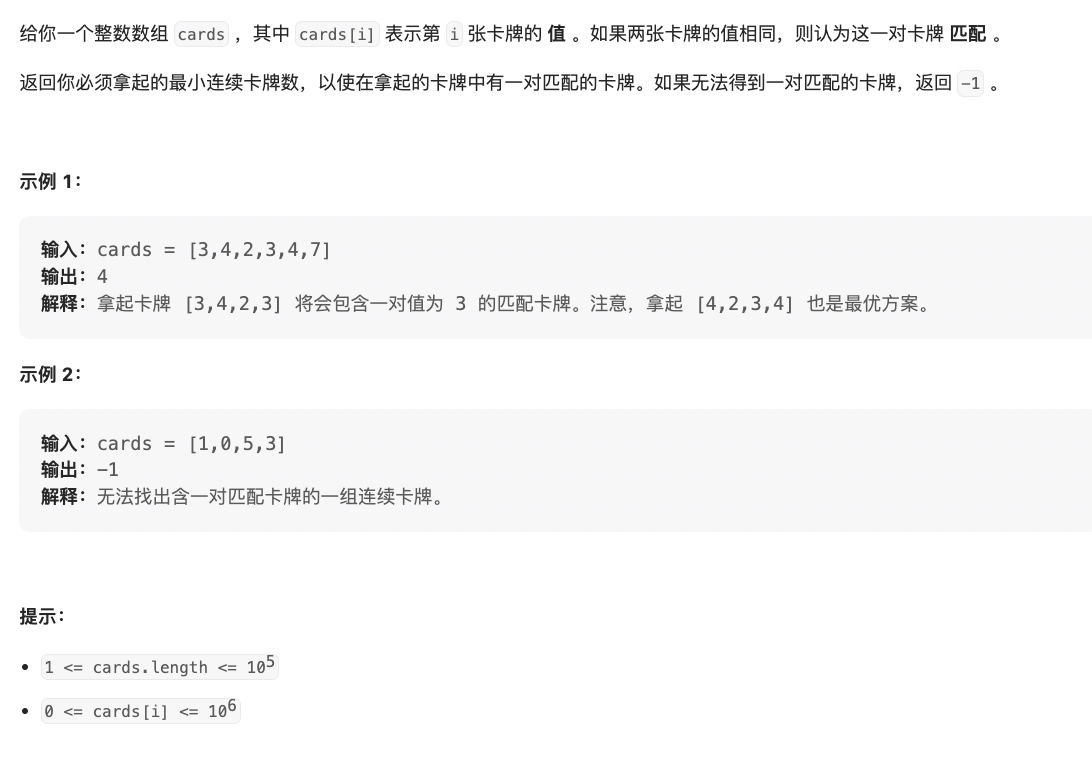 给你一个整数数组 cards ，其中 cards[i] 表示第 i 张卡牌的 值 。如果两张卡牌的值相同，则认为这一对卡牌 匹配 。
返回你必须拿起的最小连续卡牌数，以使在拿起的卡牌中有一对匹配的卡牌。如果无法得到一对匹配的卡牌，返回 -1 。
示例 1：
输入：cards = [3,4,2,3,4,7]
输出：4
解释：拿起卡牌 [3,4,2,3] 将会包含一对值为 3 的匹配卡牌。注意，拿起 [4,2,3,4] 也是最优方案。
示例 2：
输入：cards = [1,0,5,3]
输出：-1
解释：无法找出含一对匹配卡牌的一组连续卡牌。
提示：
• 1 <= cards.length <= 10⁵
• 0 <= cards[i] <= 10⁶